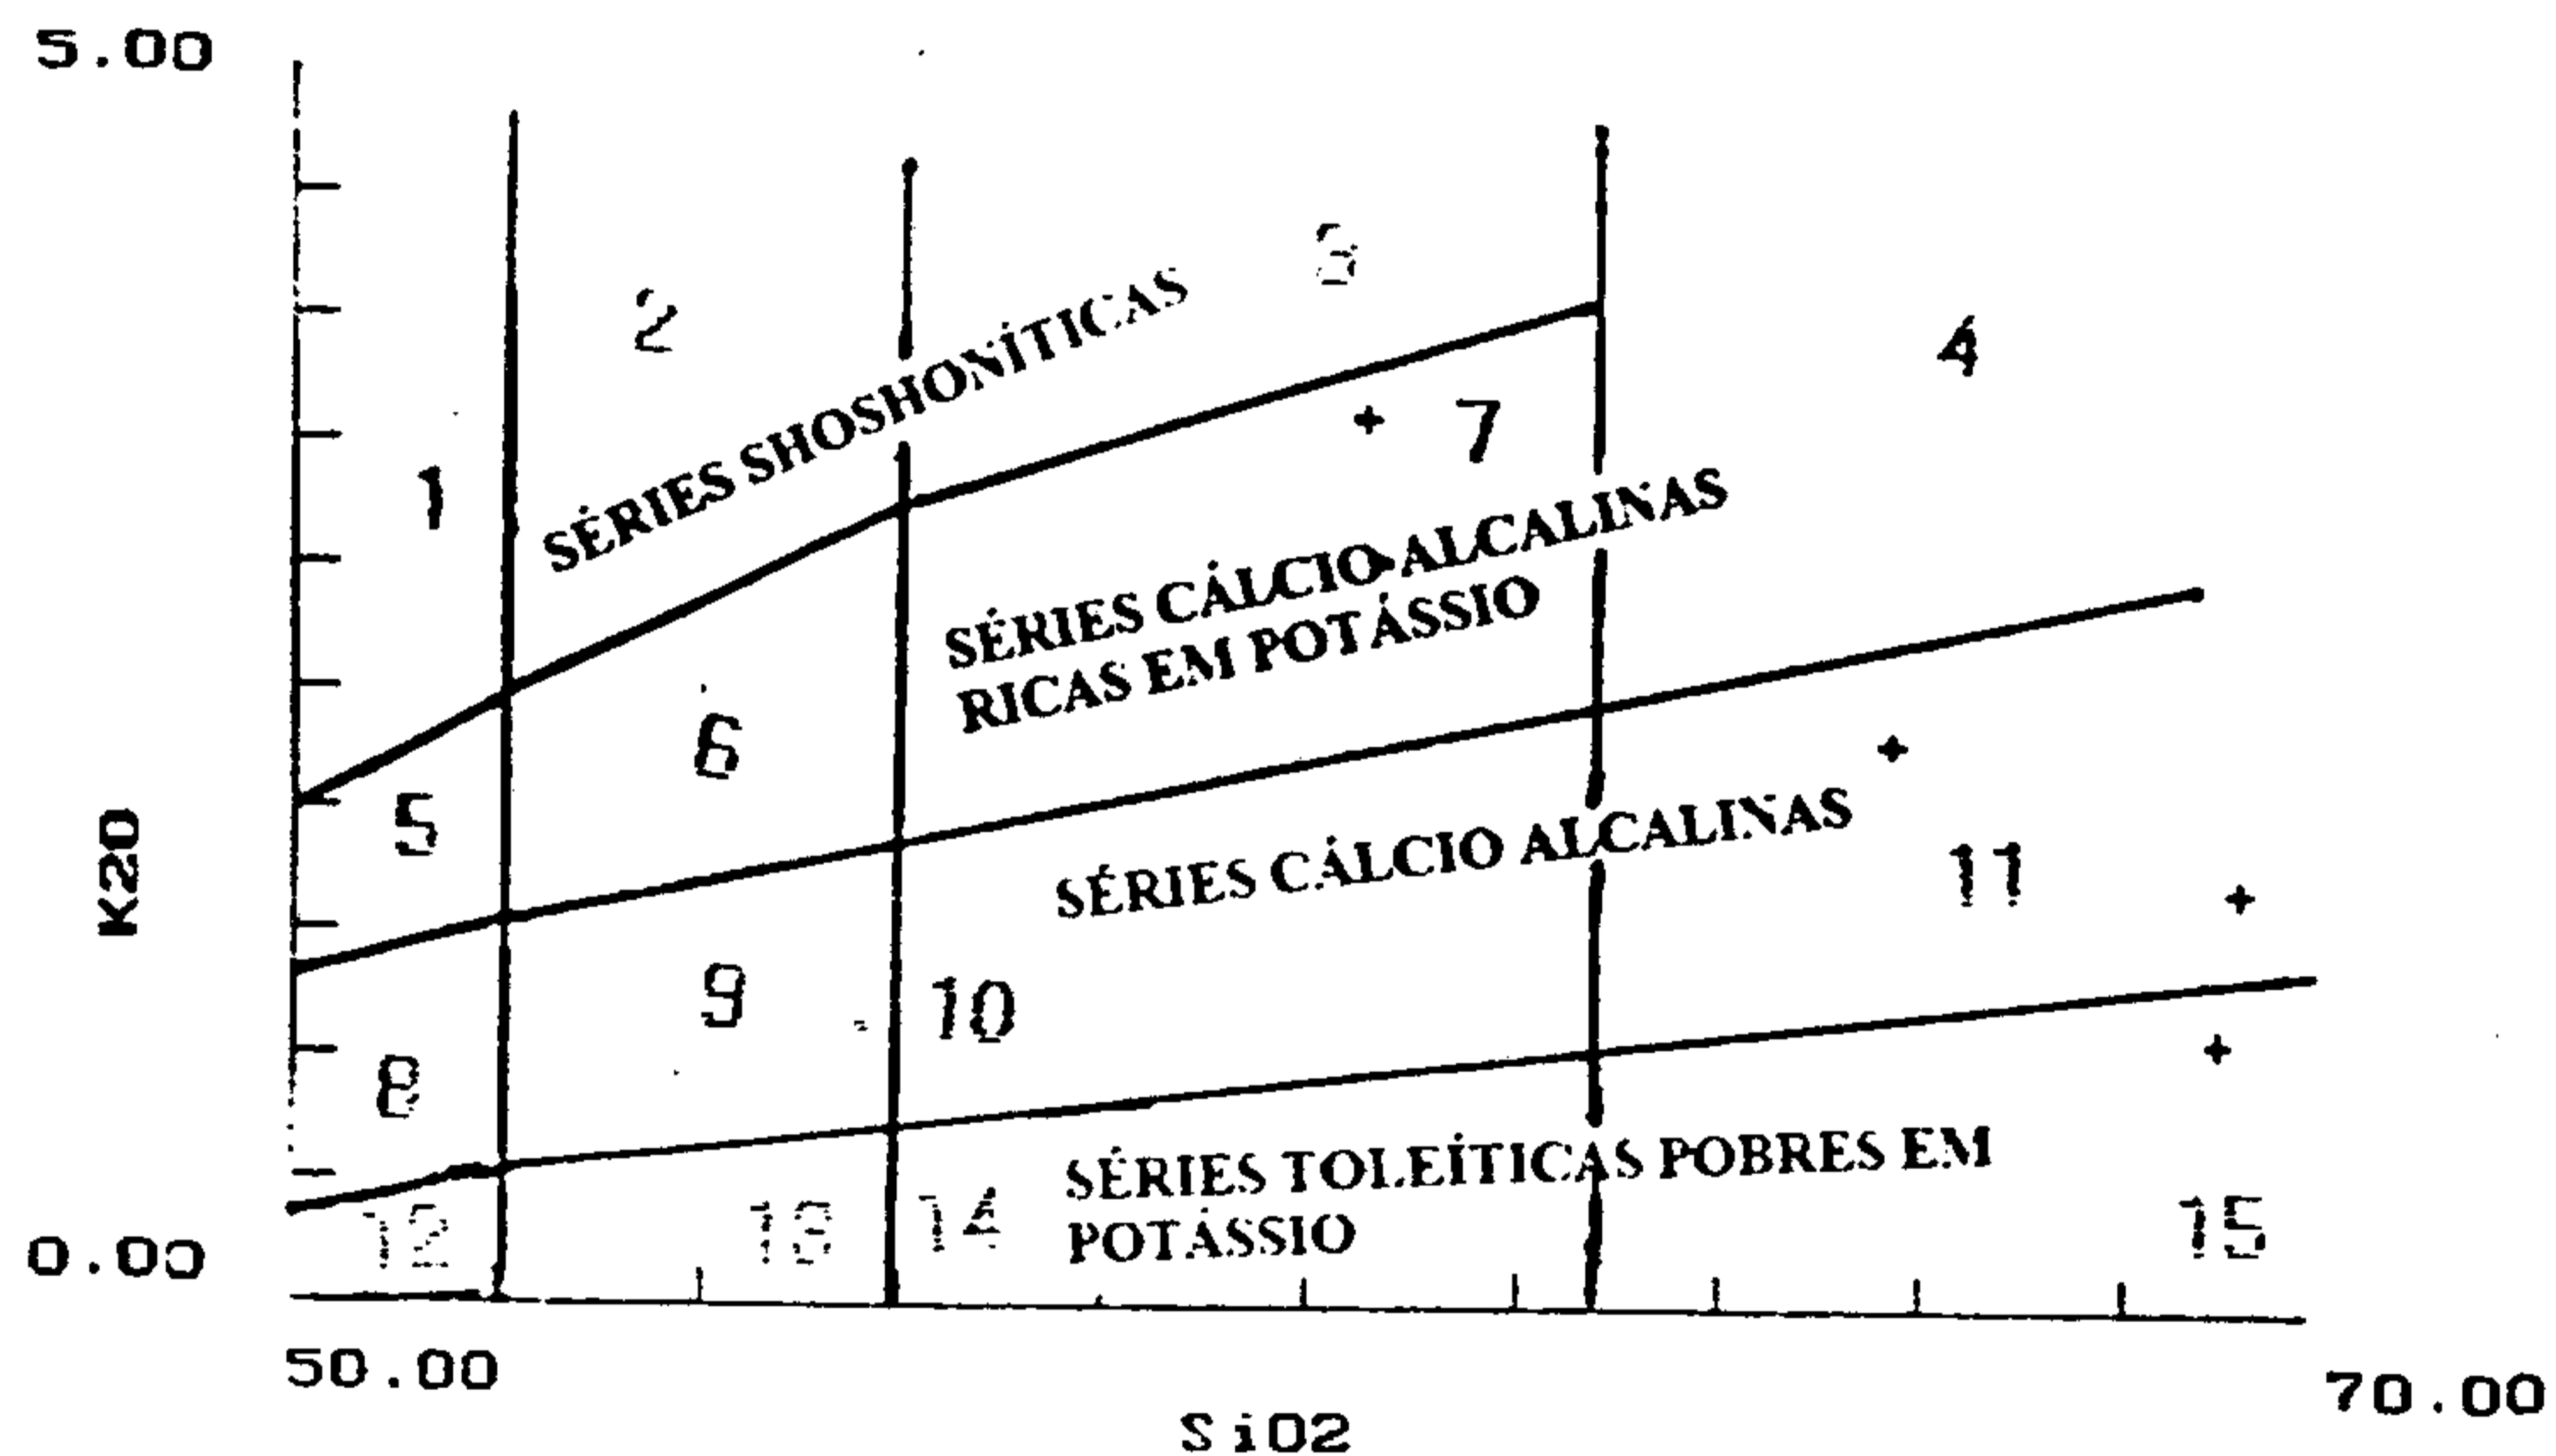 5.00
2
3
4
SÉRIES SHOSHONÍTICAS
7
1
SÉRIES CÁLCIO-ALCALINAS
RICAS EM POTÁSSIO
6
5
K2O
SÉRIES CÁLCIO ALCALINAS
11
9
10
8
SÉRIES TOLEÍTICAS POBRES EM
POTÁSSIO
12
13
14
15
0.00
50.00
70.00
SiO2